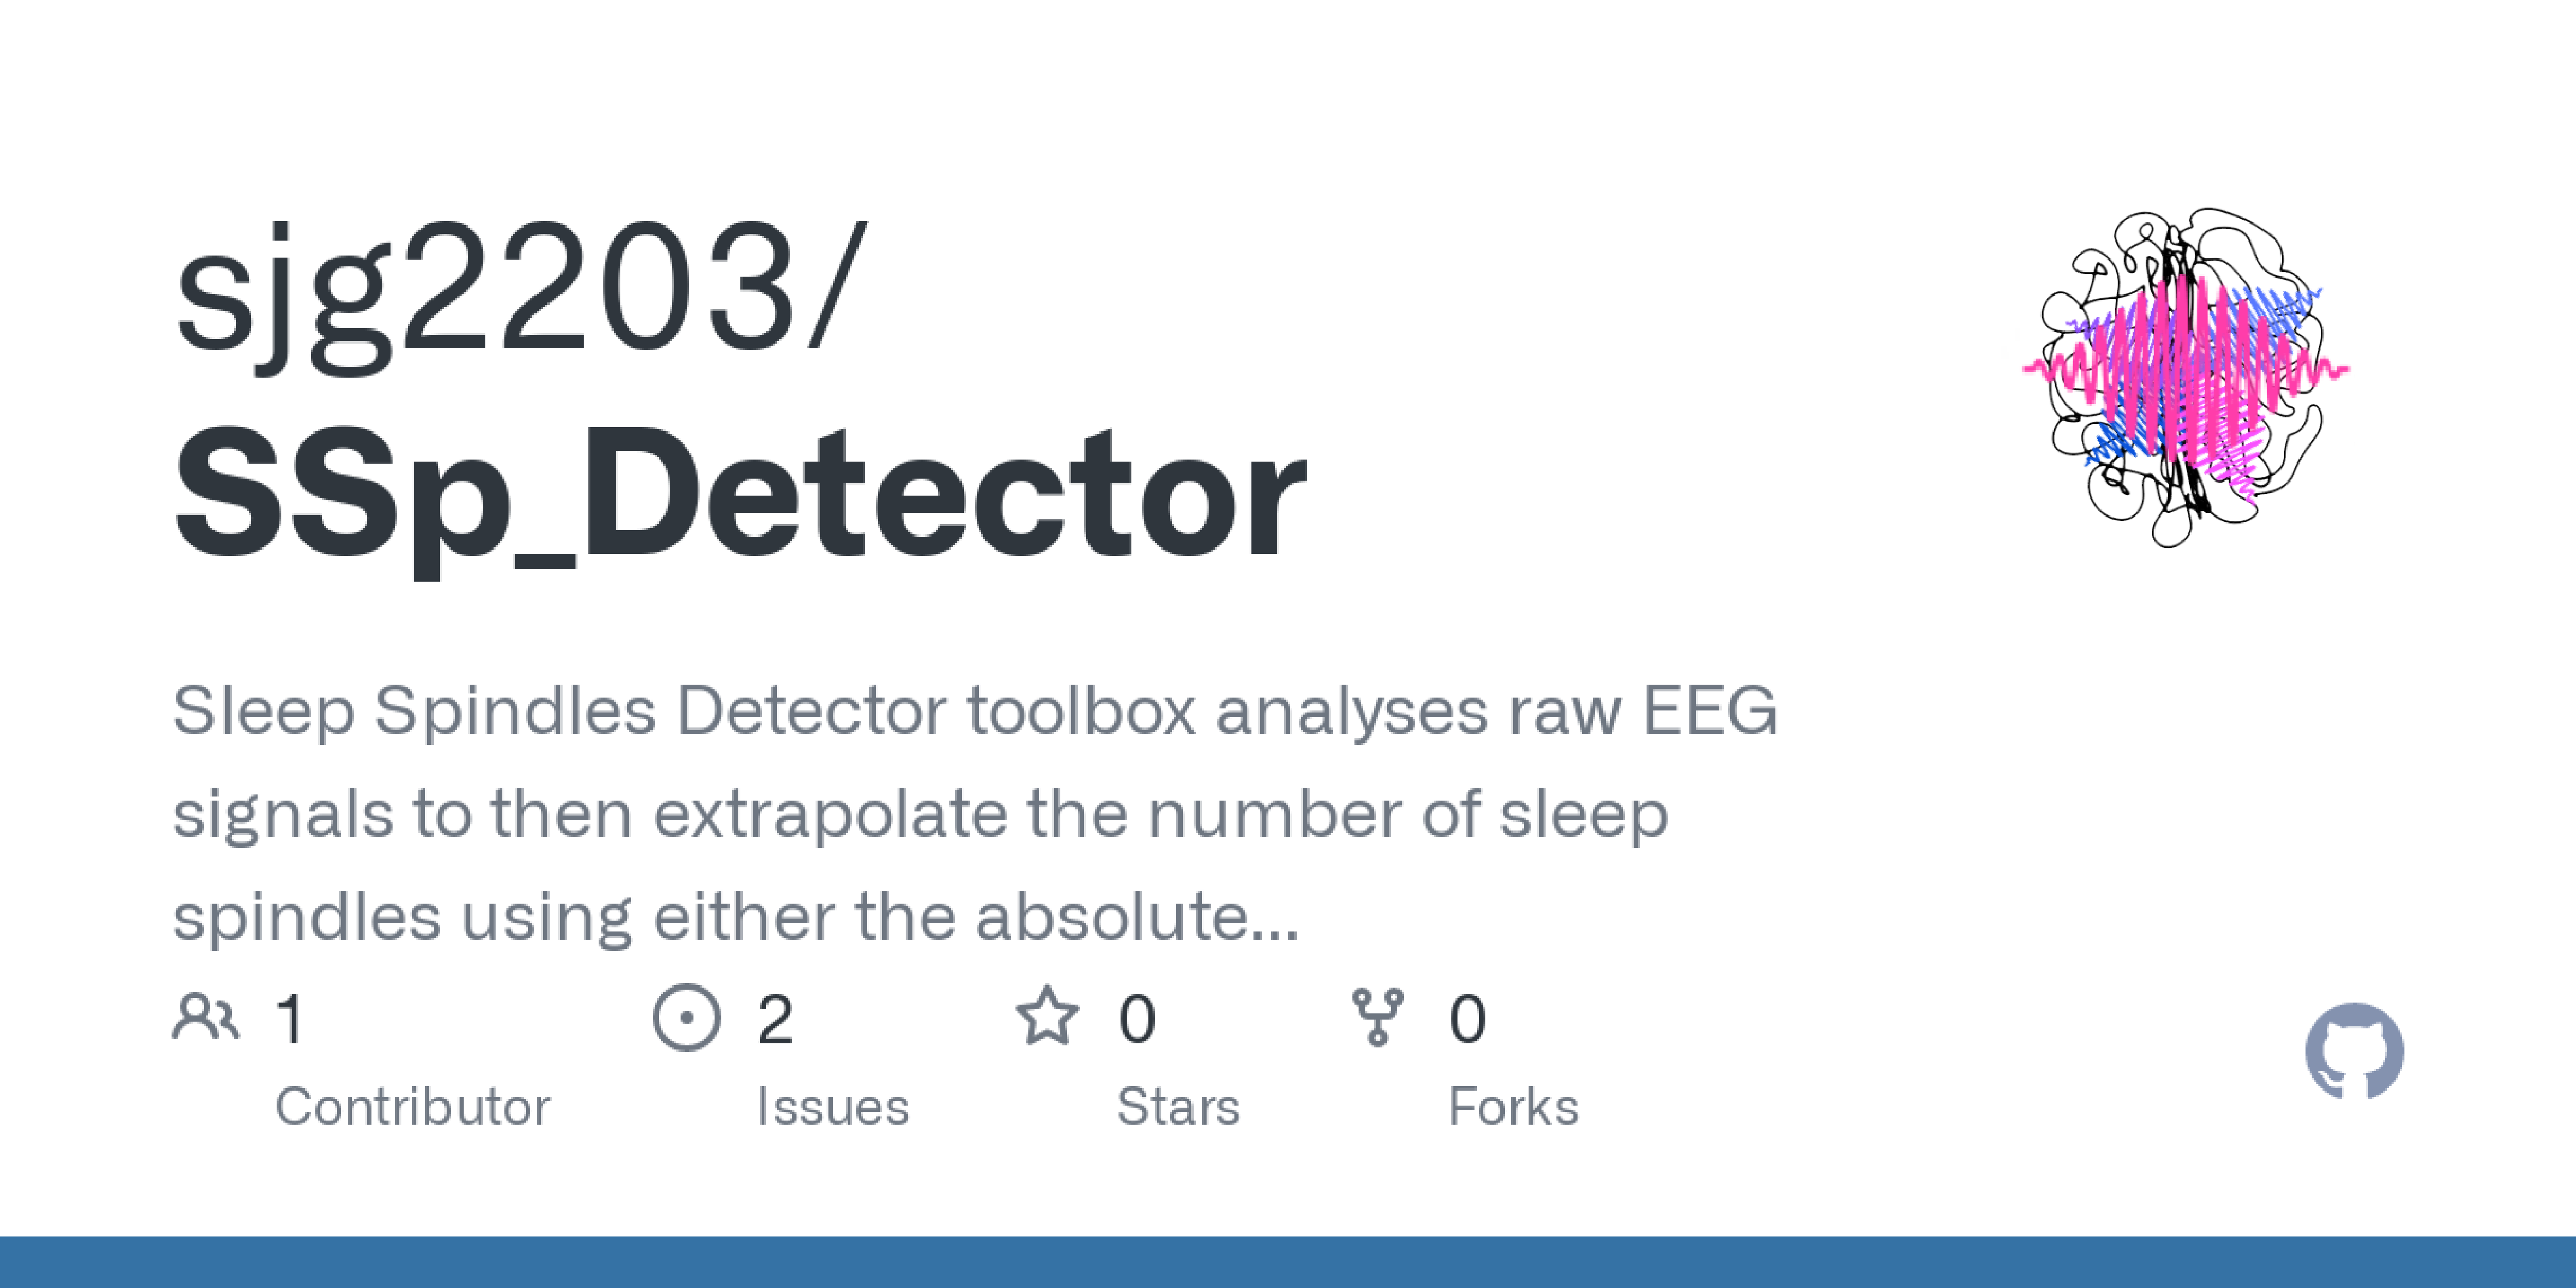 sjg2203/
SSp_Detector
Sleep Spindles Detector toolbox analyses raw EEG
signals to then extrapolate the number of sleep
spindles using either the absolute...
1 2 0 0
Contributor Issues Stars Forks